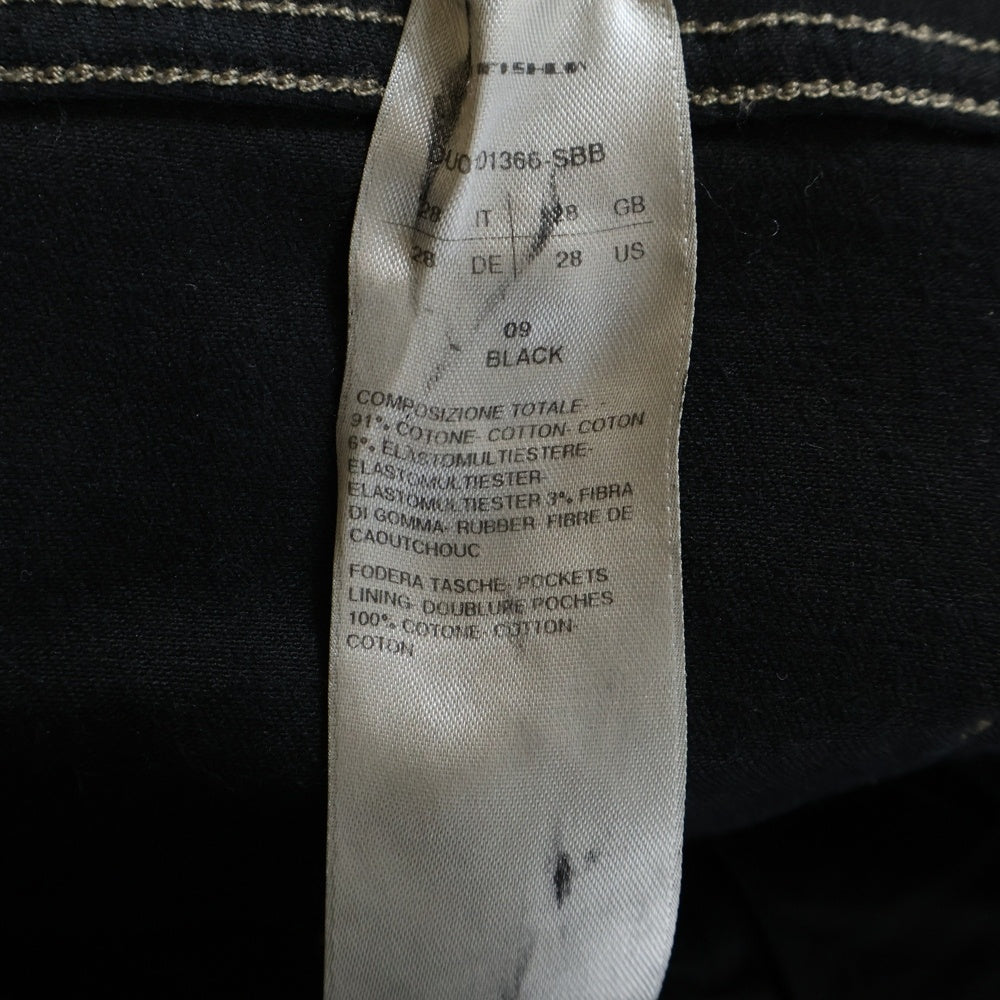 01366-SBB
28 IT 28 GB
28 DE 28 US
09
BLACK
COMPOSIZIONE TOTALE- -
91% COTONE- COTTON- COTON
6% ELASTOMULTIESTERE-
ELASTOMULTIESTER-
ELASTOMULTIESTER 3% FIBRA
DI GOMMA- RUBBER FIBRE DE
CAOUTCHOUC
FODERA TASCHE- POCKETS
LINING- DOUBLURE POCHES
100% COTONE- COTTON-
COTON